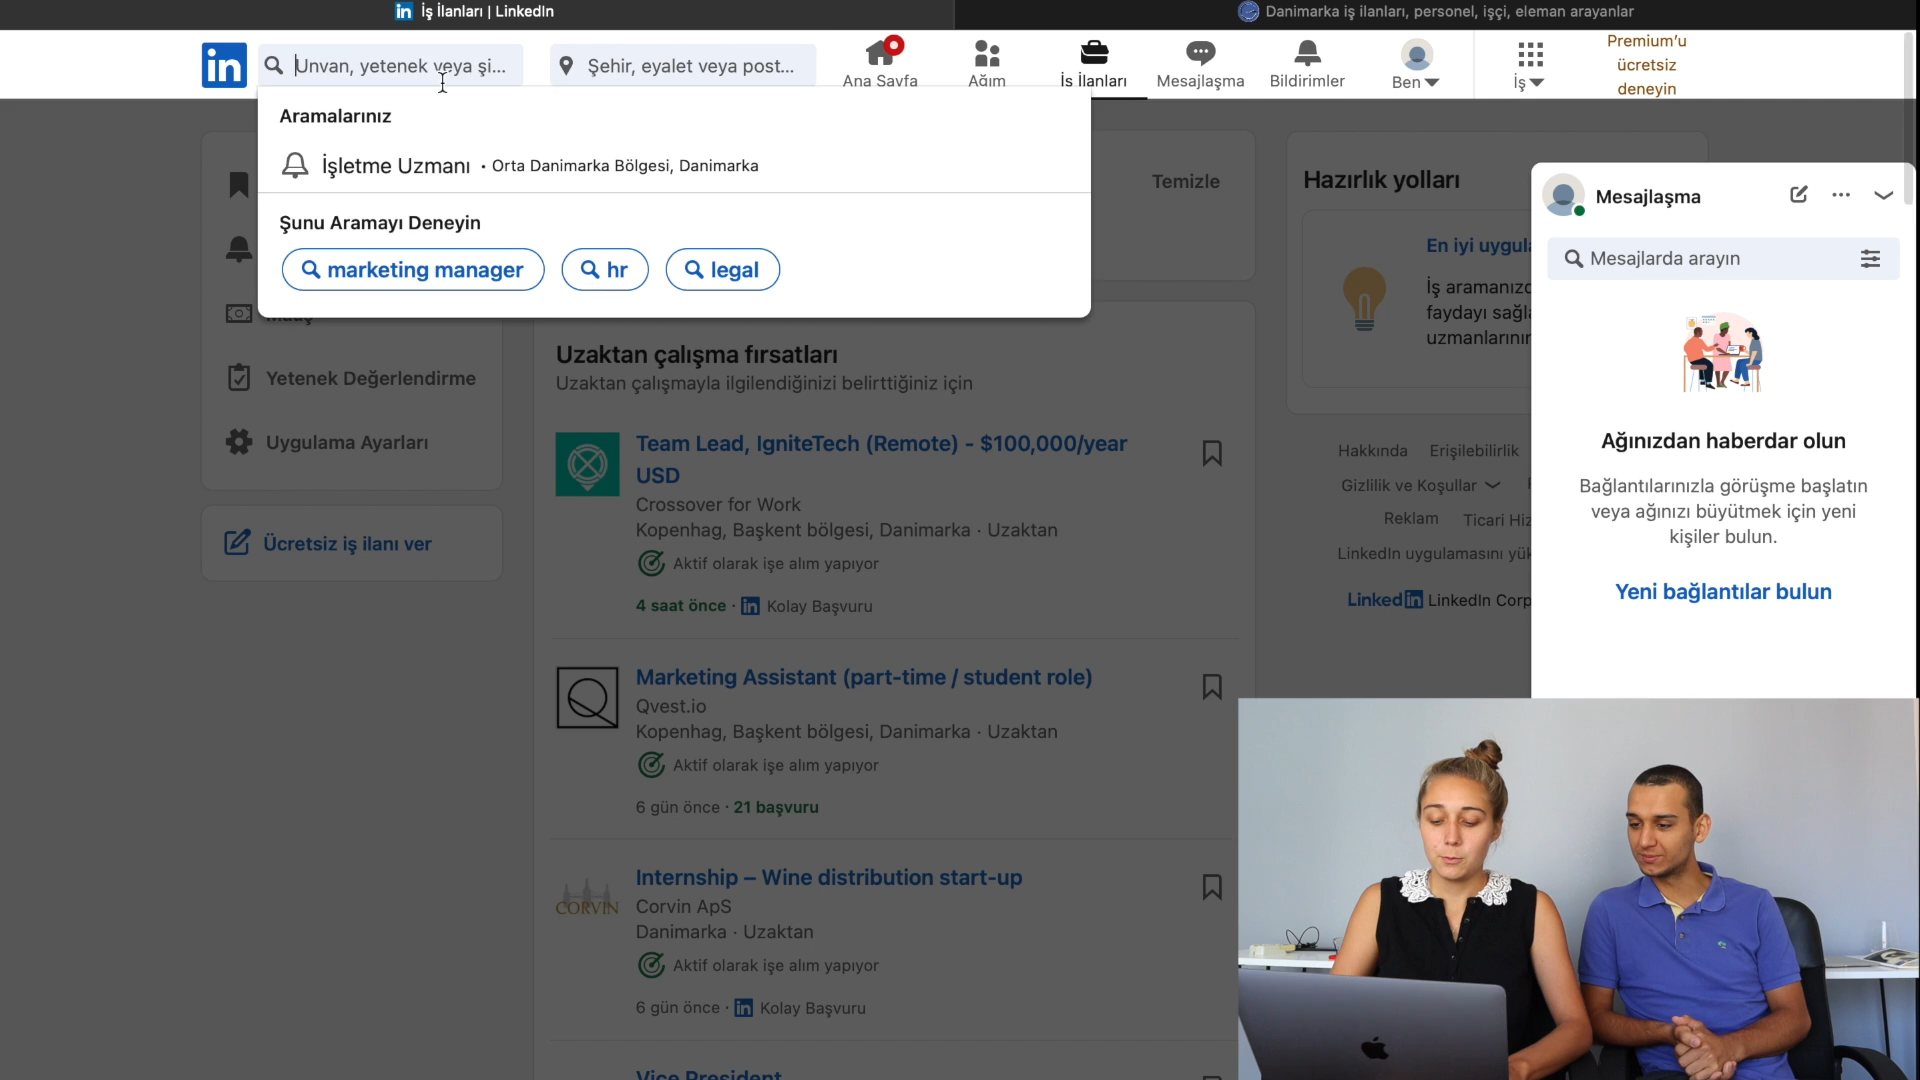 İş İlanları | LinkedIn
Danimarka iş ilanları, personel, işçi, eleman arayanlar
in
Unvan, yetenek veya şi...
Şehir, eyalet veya post...
Ana Sayfa
Ağım
İş İlanları
Mesajlaşma
Bildirimler
Ben
İş
Premium'u
ücretsiz
deneyin
Aramalarınız
İşletme Uzmanı · Orta Danimarka Bölgesi, Danimarka
Şunu Aramayı Deneyin
marketing manager
hr
legal
Temizle
Yetenek Değerlendirme
Uygulama Ayarları
Ücretsiz iş ilanı ver
Uzaktan çalışma fırsatları
Uzaktan çalışmayla ilgilendiğinizi belirttiğiniz için
Team Lead, IgniteTech (Remote) - $100,000/year
USD
Crossover for Work
Kopenhag, Başkent bölgesi, Danimarka · Uzaktan
Aktif olarak işe alım yapıyor
4 saat önce · in Kolay Başvuru
Marketing Assistant (part-time / student role)
Qvest.io
Kopenhag, Başkent bölgesi, Danimarka · Uzaktan
Aktif olarak işe alım yapıyor
6 gün önce · 21 başvuru
CORVIN
Internship – Wine distribution start-up
Corvin ApS
Danimarka · Uzaktan
Aktif olarak işe alım yapıyor
6 gün önce · in Kolay Başvuru
Vice President
Hazırlık yolları
En iyi uygula
İş aramanızd
faydayı sağla
uzmanlarının
Hakkında Erişilebilirlik
Gizlilik ve Koşullar
Reklam Ticari Hiz
LinkedIn uygulamasını yük
LinkedIn LinkedIn Corp
Mesajlaşma
Mesajlarda arayın
Ağınızdan haberdar olun
Bağlantılarınızla görüşme başlatın
veya ağınızı büyütmek için yeni
kişiler bulun.
Yeni bağlantılar bulun